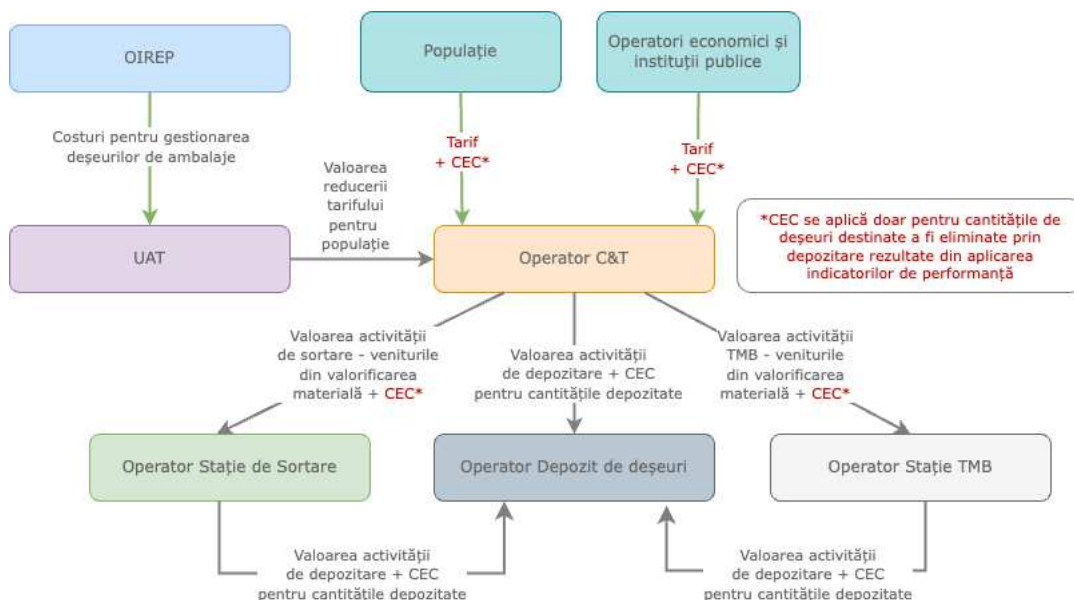 OIREP
Populație
Operatori economici și
instituții publice
Costuri pentru gestionarea
deșeurilor de ambalaje
Tarif
+ CEC*
Tarif
+ CEC*
Valoarea
reducerii
tarifului
pentru
populație
UAT
Operator C&T
*CEC se aplică doar pentru cantitățile de
deșeuri destinate a fi eliminate prin
depozitare rezultate din aplicarea
indicatorilor de performanță
Valoarea activității
de sortare - veniturile
din valorificarea
materială + CEC*
Valoarea activității
de depozitare + CEC
pentru cantitățile depozitate
Valoarea activității
TMB - veniturile
din valorificarea
materială + CEC*
Operator Stație de Sortare
Operator Depozit de deșeuri
Operator Stație TMB
Valoarea activității
de depozitare + CEC
pentru cantitățile depozitate
Valoarea activității
de depozitare + CEC
pentru cantitățile depozitate